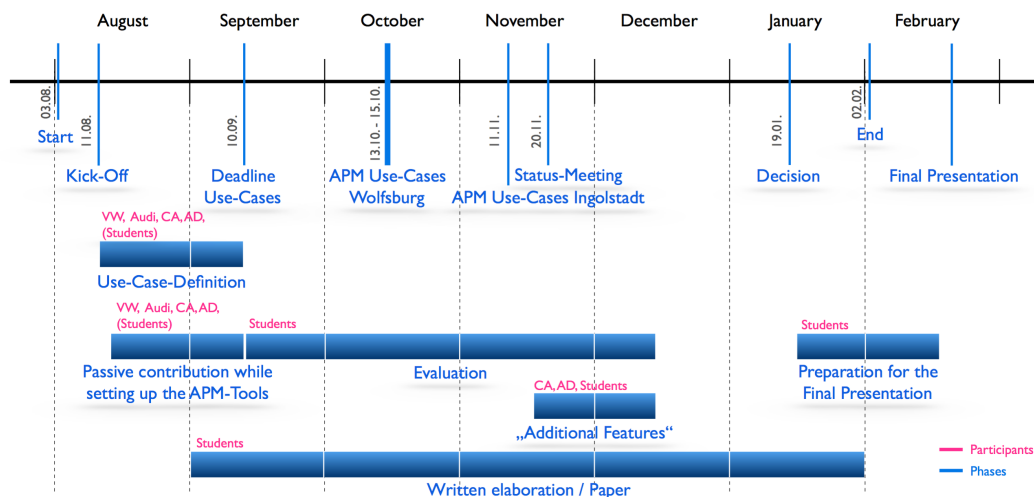 August September October November December January February
03.08.
11.08.
10.09.
13.10. - 15.10.
11.11.
20.11.
19.01.
02.02.
Start
End
Kick-Off
Deadline
Use-Cases
APM Use-Cases
Wolfsburg
Status-Meeting
APM Use-Cases Ingolstadt
Decision
Final Presentation
VW, Audi, CA, AD,
(Students)
Use-Case-Definition
VW, Audi, CA, AD,
(Students)
Students
Students
Passive contribution while
setting up the APM-Tools
Evaluation
Preparation for the
Final Presentation
CA, AD, Students
„Additional Features“
Students
Written elaboration / Paper
Participants
Phases